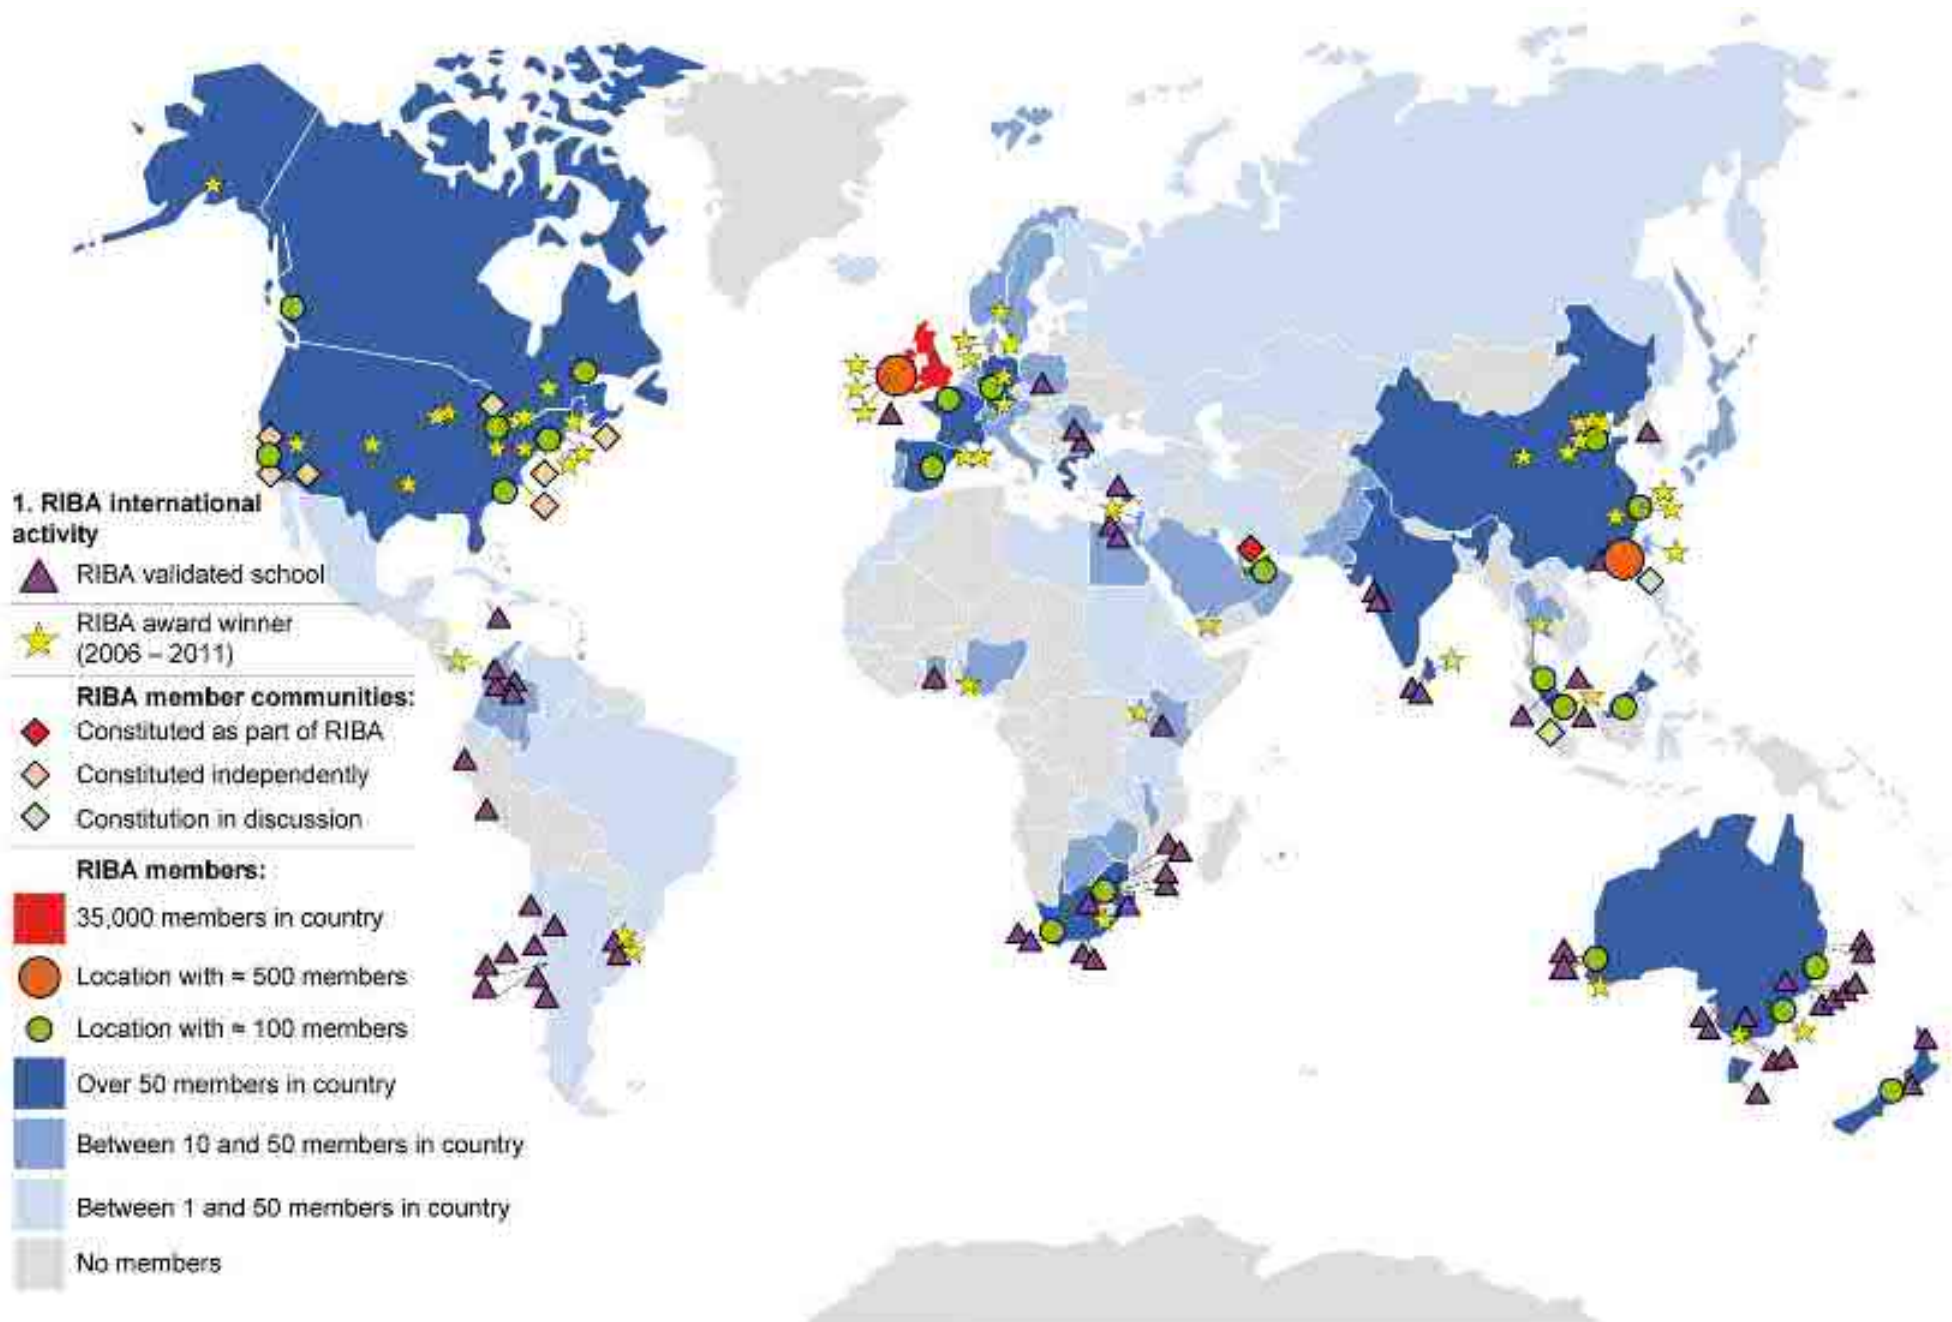 1. RIBA international
activity
RIBA validated school
RIBA award winner
(2006 – 2011)
RIBA member communities:
Constituted as part of RIBA
Constituted independently
Constitution in discussion
RIBA members:
35,000 members in country
Location with ≈ 500 members
Location with ≈ 100 members
Over 50 members in country
Between 10 and 50 members in country
Between 1 and 50 members in country
No members